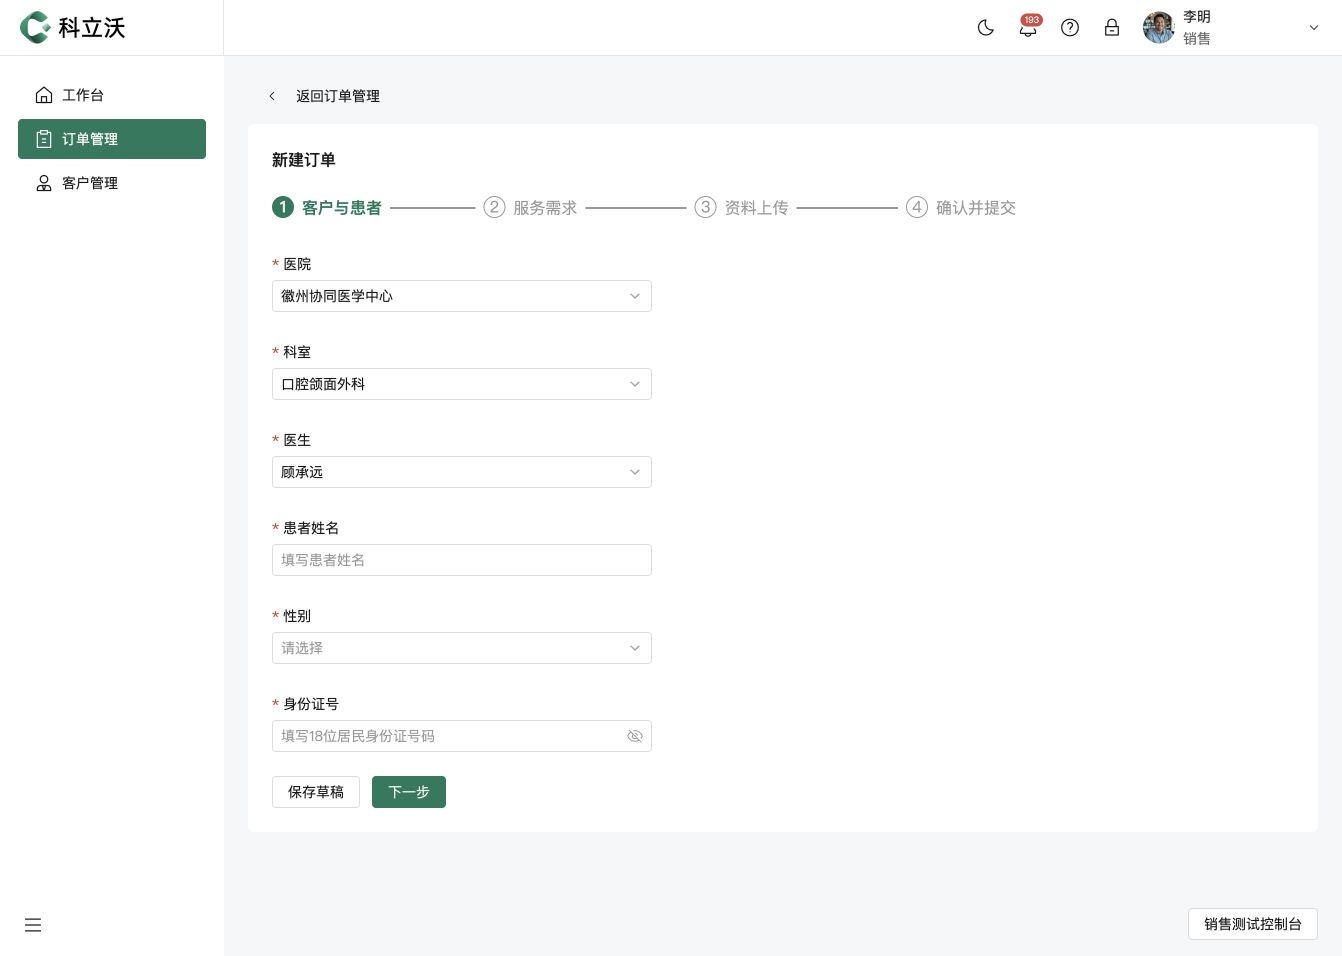 科立沃
193
李明
销售
工作台
订单管理
客户管理
返回订单管理
新建订单
1 客户与患者
2 服务需求
3 资料上传
4 确认并提交
* 医院
徽州协同医学中心
* 科室
口腔颌面外科
* 医生
顾承远
* 患者姓名
填写患者姓名
* 性别
请选择
* 身份证号
填写18位居民身份证号码
保存草稿
下一步
销售测试控制台